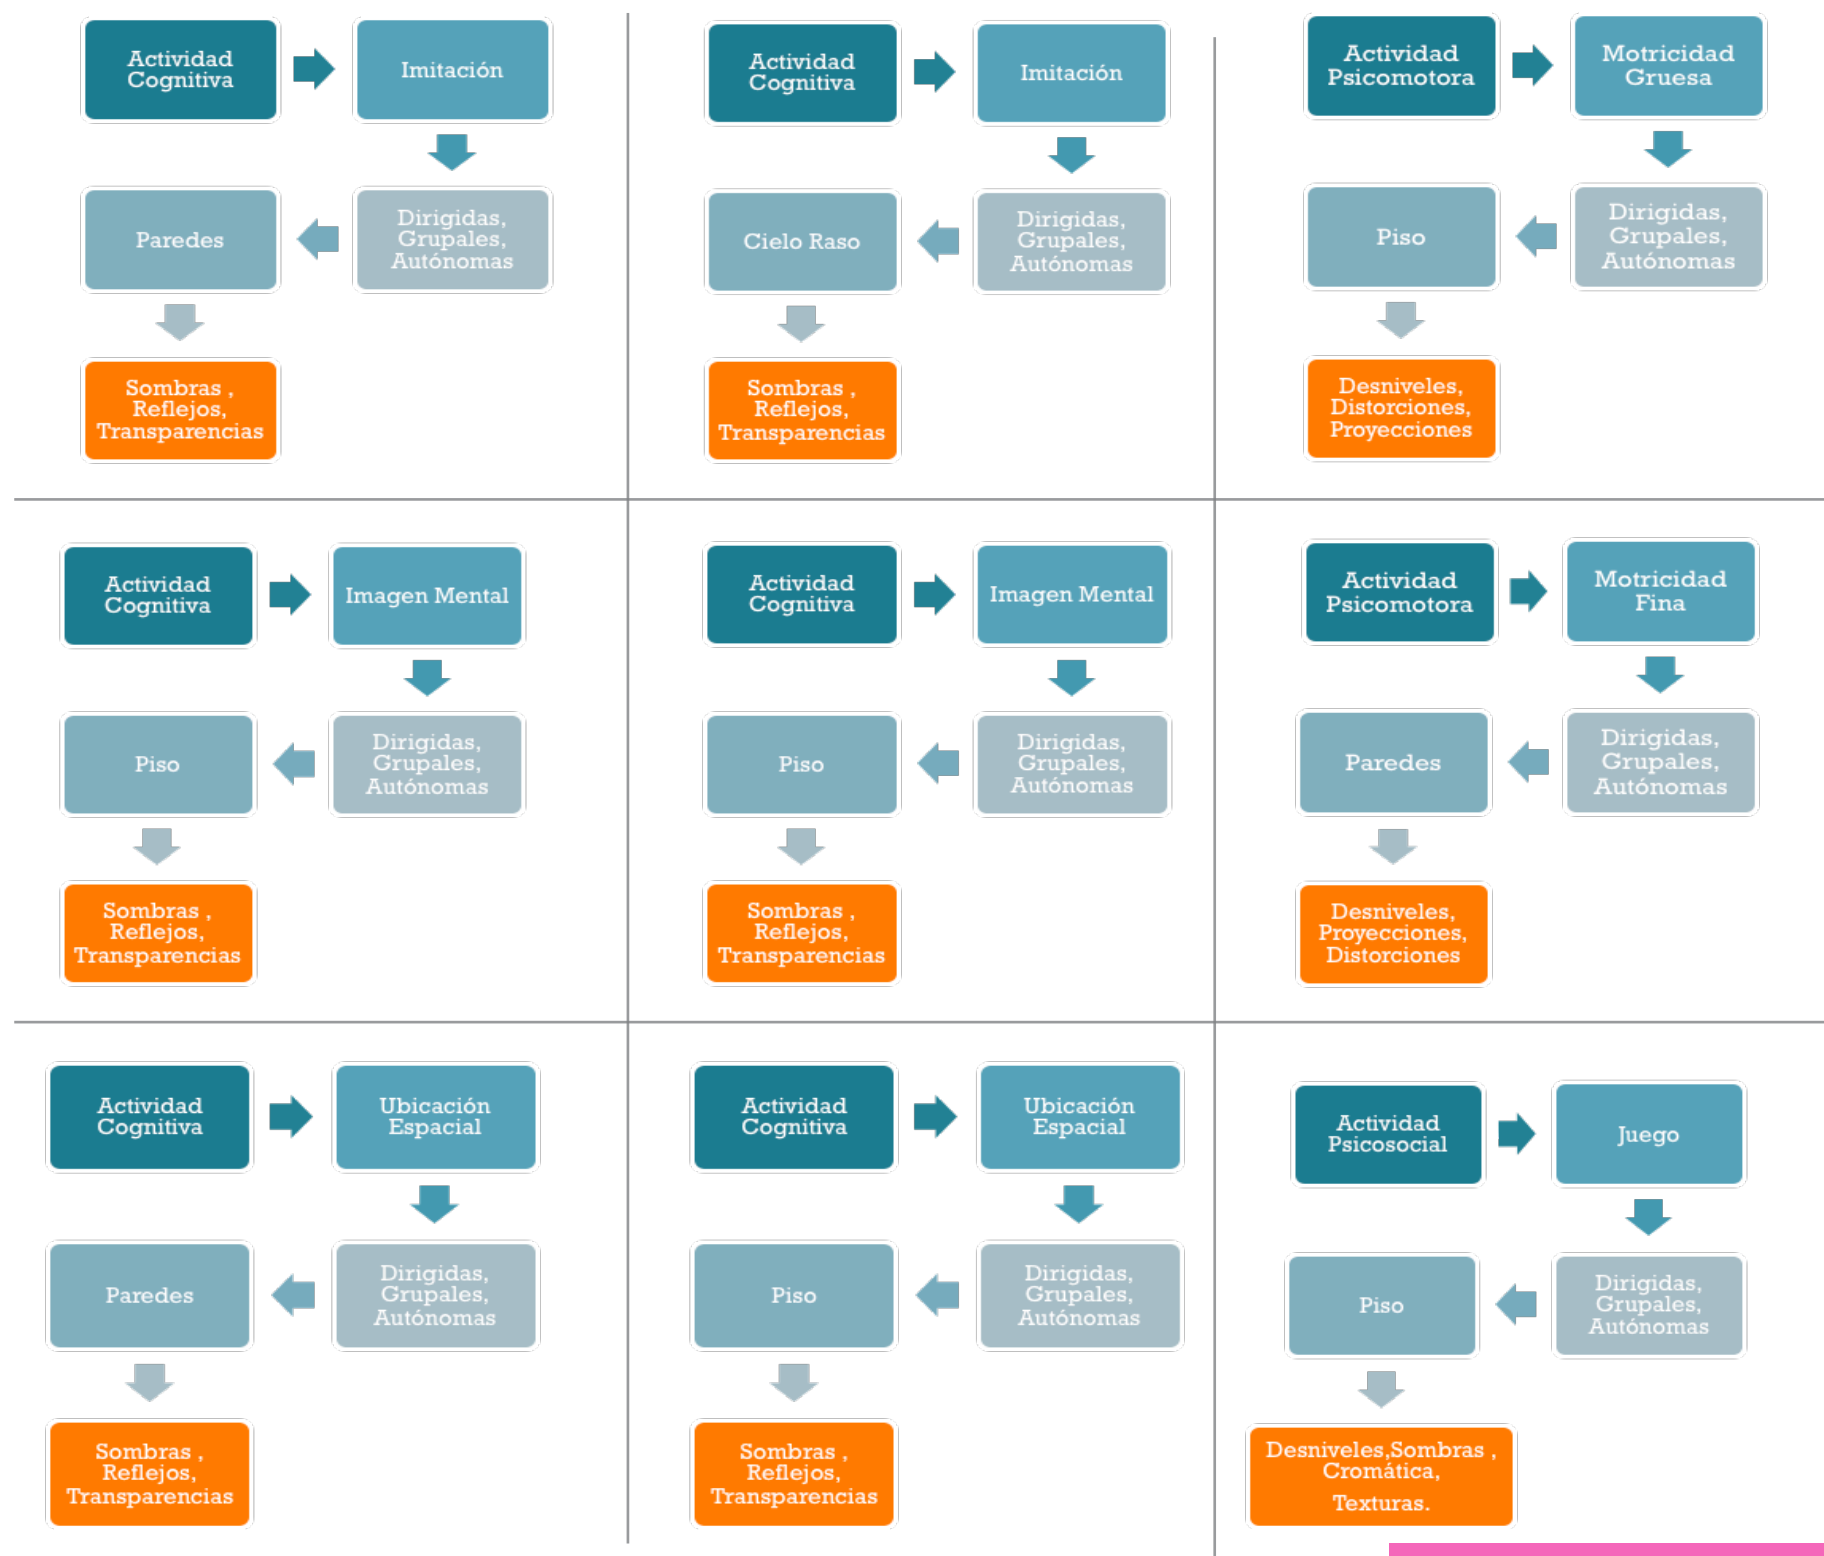 Actividad
Cognitiva
Imitación
Dirigidas,
Grupales,
Autónomas
Paredes
Sombras ,
Reflejos,
Transparencias
Actividad
Cognitiva
Imitación
Dirigidas,
Grupales,
Autónomas
Cielo Raso
Sombras ,
Reflejos,
Transparencias
Actividad
Psicomotora
Motricidad
Gruesa
Dirigidas,
Grupales,
Autónomas
Piso
Desniveles,
Distorciones,
Proyecciones
Actividad
Cognitiva
Imagen Mental
Dirigidas,
Grupales,
Autónomas
Piso
Sombras ,
Reflejos,
Transparencias
Actividad
Cognitiva
Imagen Mental
Dirigidas,
Grupales,
Autónomas
Piso
Sombras ,
Reflejos,
Transparencias
Actividad
Psicomotora
Motricidad
Fina
Dirigidas,
Grupales,
Autónomas
Paredes
Desniveles,
Proyecciones,
Distorciones
Actividad
Cognitiva
Ubicación
Espacial
Dirigidas,
Grupales,
Autónomas
Paredes
Sombras ,
Reflejos,
Transparencias
Actividad
Cognitiva
Ubicación
Espacial
Dirigidas,
Grupales,
Autónomas
Piso
Sombras ,
Reflejos,
Transparencias
Actividad
Psicosocial
Juego
Dirigidas,
Grupales,
Autónomas
Piso
Desniveles,Sombras ,
Cromática,
Texturas.